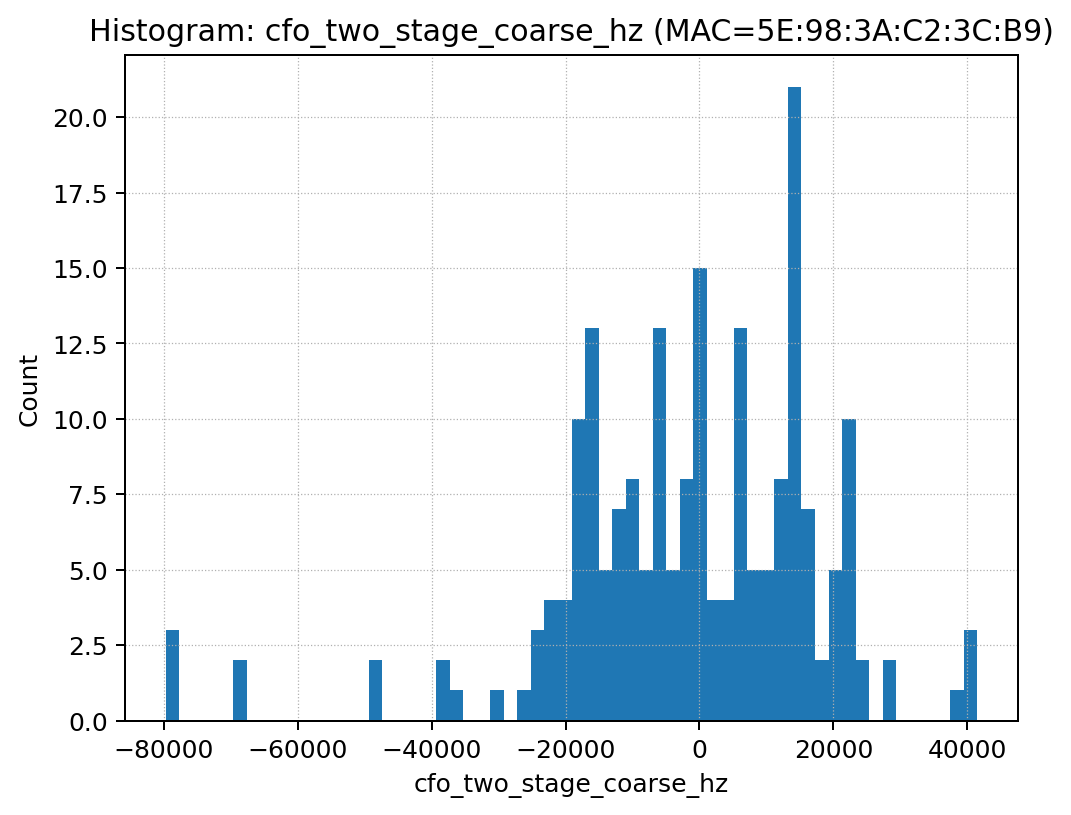 Histogram: cfo_two_stage_coarse_hz (MAC=5E:98:3A:C2:3C:B9)
20.0
17.5
15.0
12.5
10.0
7.5
5.0
2.5
0.0
Count
−80000 −60000 −40000 −20000 0 20000 40000
cfo_two_stage_coarse_hz